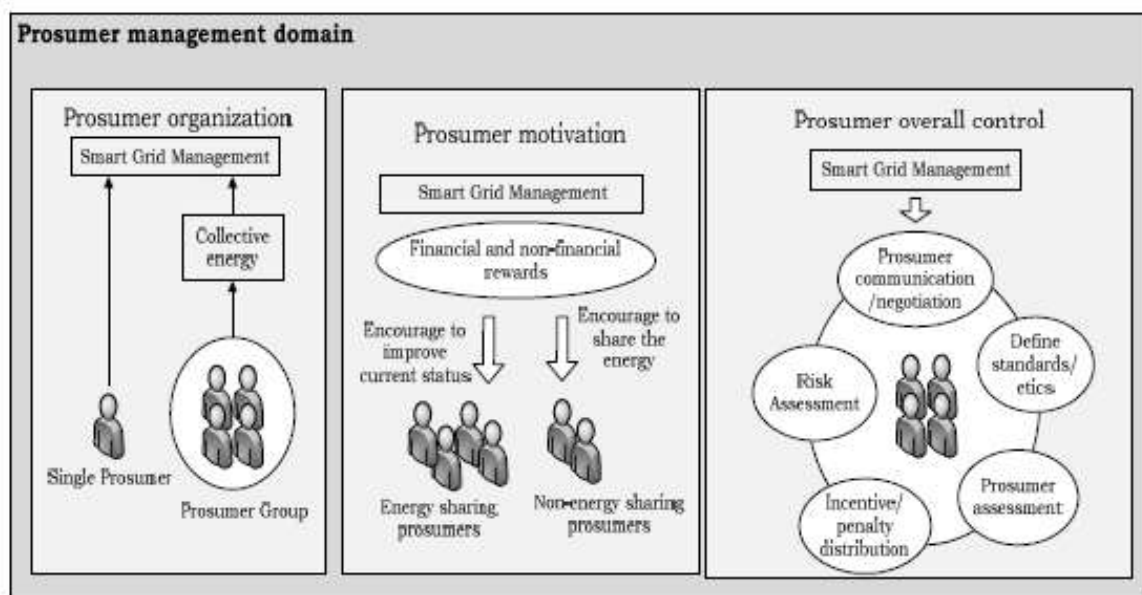 Prosumer management domain
Prosumer organization
Smart Grid Management
Collective
energy
Single Prosumer
Prosumer Group
Prosumer motivation
Smart Grid Management
Financial and non-financial
rewards
Encourage to
improve
current status
Encourage to
share the
energy
Energy sharing
prosumers
Non-energy sharing
prosumers
Prosumer overall control
Smart Grid Management
Prosumer
communication
/negotiation
Define
standards/
etics
Risk
Assessment
Prosumer
assessment
Incentive/
penalty
distribution